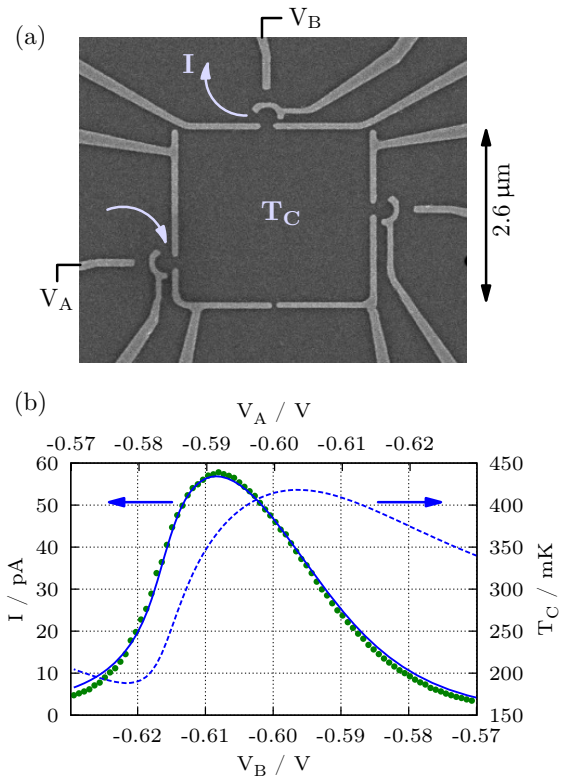 (a)
V_B
I
T_C
2.6 µm
V_A
(b)
V_A / V
-0.57 -0.58 -0.59 -0.60 -0.61 -0.62
60 450
50 400
40 350
30 300
20 250
10 200
0 150
I / pA
T_C / mK
-0.62 -0.61 -0.60 -0.59 -0.58 -0.57
V_B / V